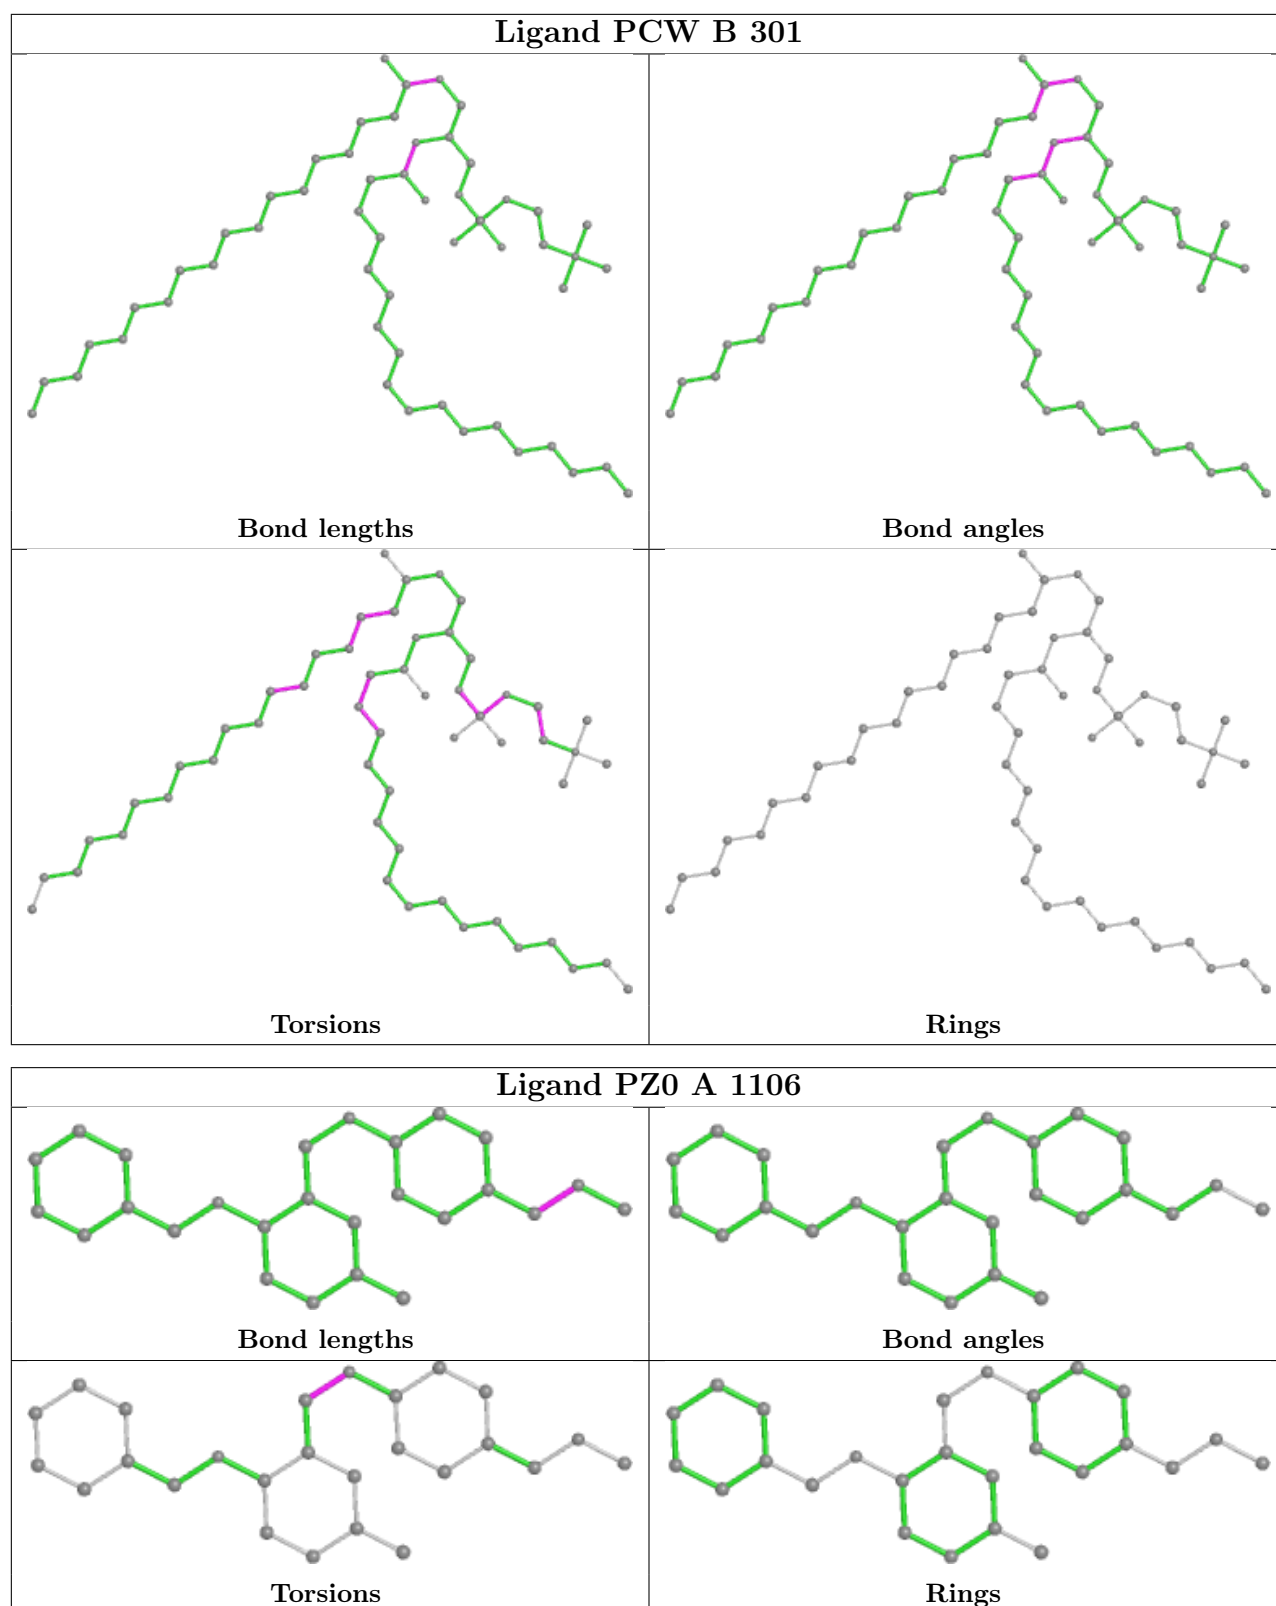 Ligand PCW B 301
Bond lengths
Bond angles
Torsions
Rings
Ligand PZ0 A 1106
Bond lengths
Bond angles
Torsions
Rings